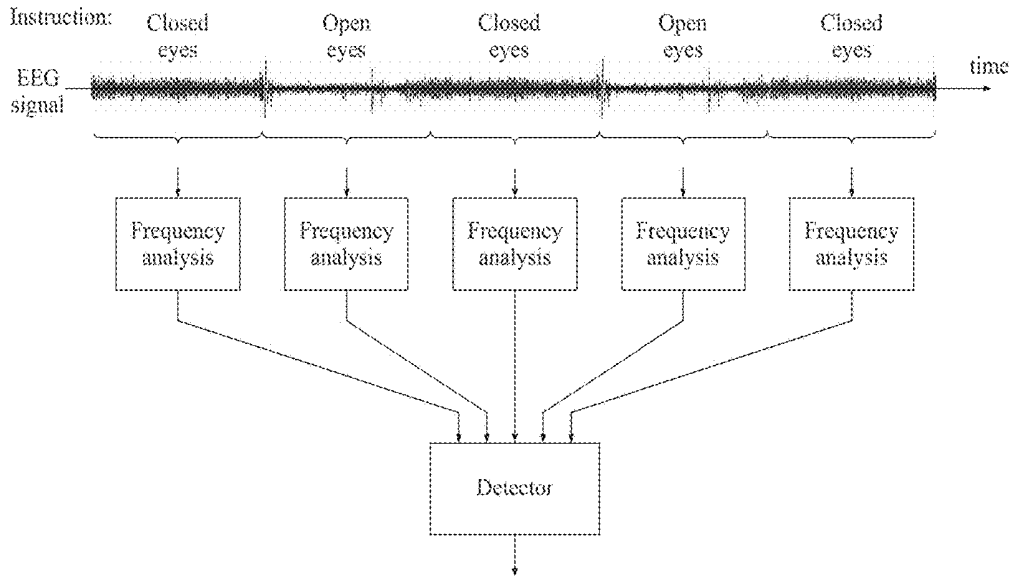 Instruction:
Closed
eyes
Open
eyes
Closed
eyes
Open
eyes
Closed
eyes
EEG
signal
time
Frequency
analysis
Frequency
analysis
Frequency
analysis
Frequency
analysis
Frequency
analysis
Detector